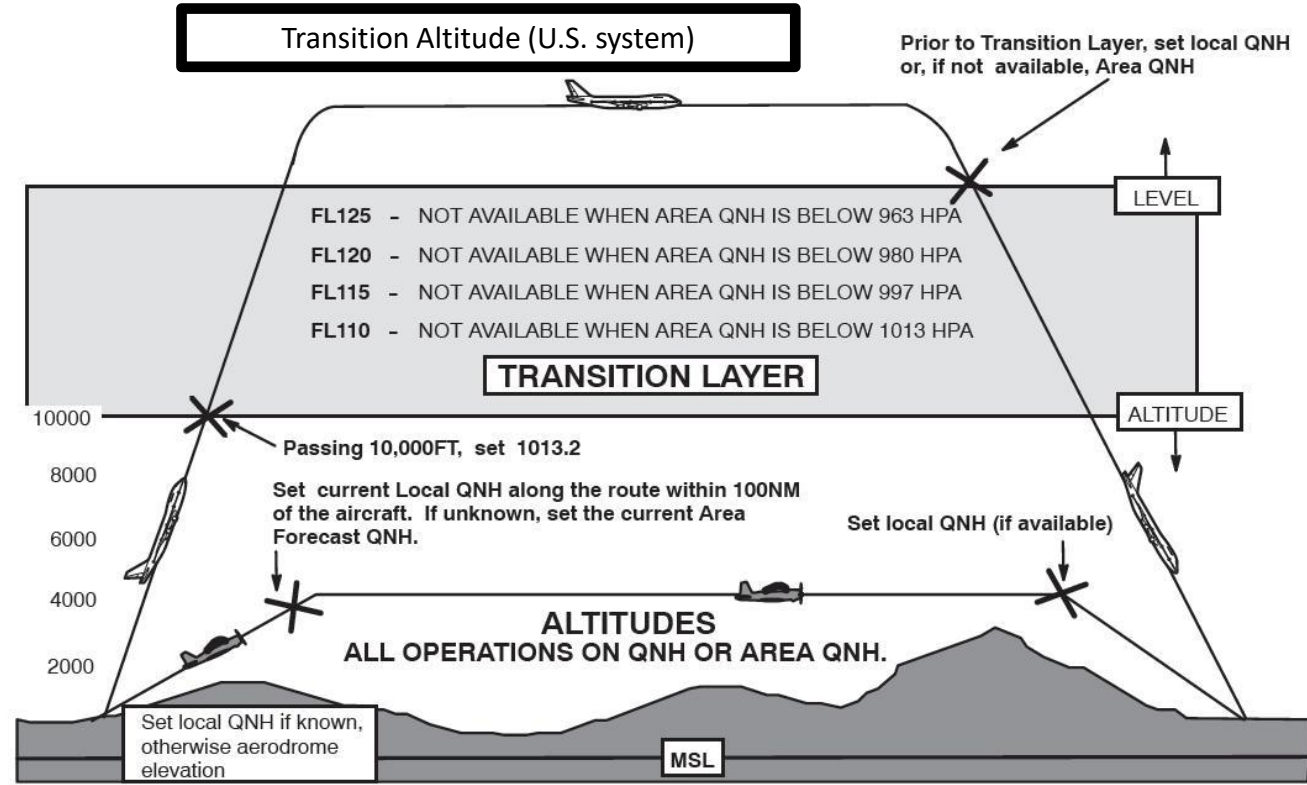 Transition Altitude (U.S. system)
Prior to Transition Layer, set local QNH
or, if not available, Area QNH
LEVEL
FL125 - NOT AVAILABLE WHEN AREA QNH IS BELOW 963 HPA
FL120 - NOT AVAILABLE WHEN AREA QNH IS BELOW 980 HPA
FL115 - NOT AVAILABLE WHEN AREA QNH IS BELOW 997 HPA
FL110 - NOT AVAILABLE WHEN AREA QNH IS BELOW 1013 HPA
TRANSITION LAYER
10000
ALTITUDE
Passing 10,000FT, set 1013.2
8000
Set current Local QNH along the route within 100NM
of the aircraft. If unknown, set the current Area
Forecast QNH.
Set local QNH (if available)
6000
4000
ALTITUDES
ALL OPERATIONS ON QNH OR AREA QNH.
2000
Set local QNH if known,
otherwise aerodrome
elevation
MSL